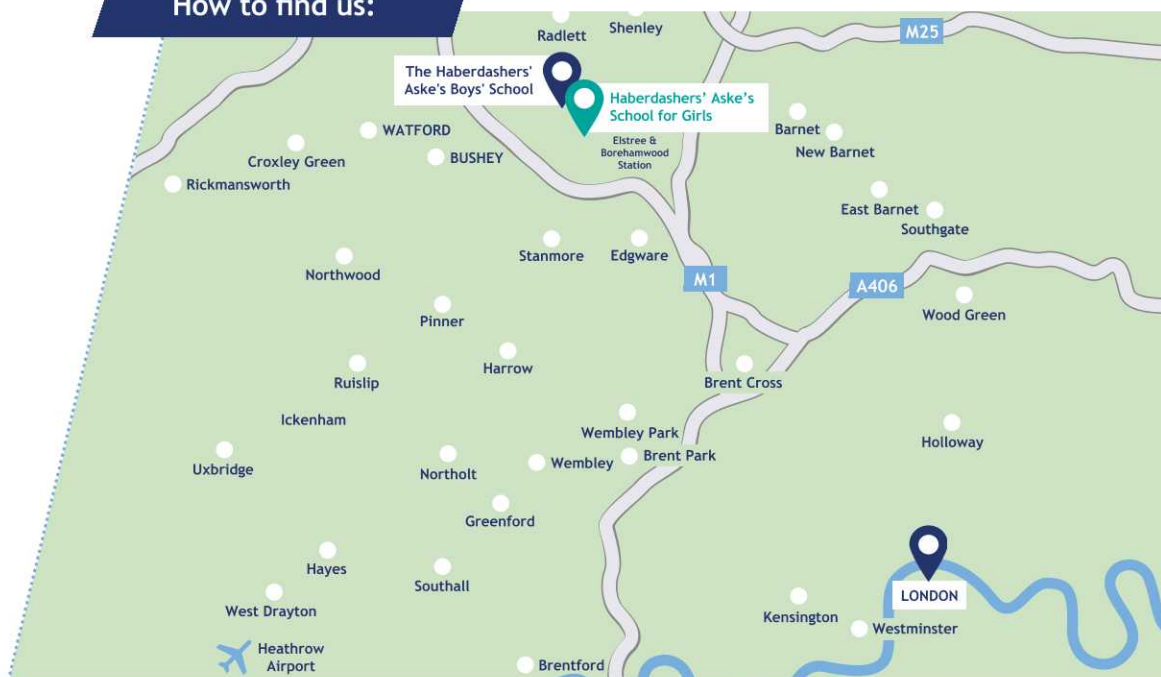 How to find us:
Radlett
Shenley
M25
The Haberdashers'
Aske's Boys' School
Haberdashers' Aske's
School for Girls
Elstree &
Borehamwood
Station
Barnet
New Barnet
WATFORD
BUSHEY
Croxley Green
Rickmansworth
East Barnet
Southgate
Stanmore
Edgware
Northwood
M1
A406
Wood Green
Pinner
Harrow
Ruislip
Brent Cross
Ickenham
Wembley Park
Holloway
Uxbridge
Northolt
Wembley
Brent Park
Greenford
Hayes
Southall
West Drayton
LONDON
Kensington
Westminster
Heathrow
Airport
Brentford